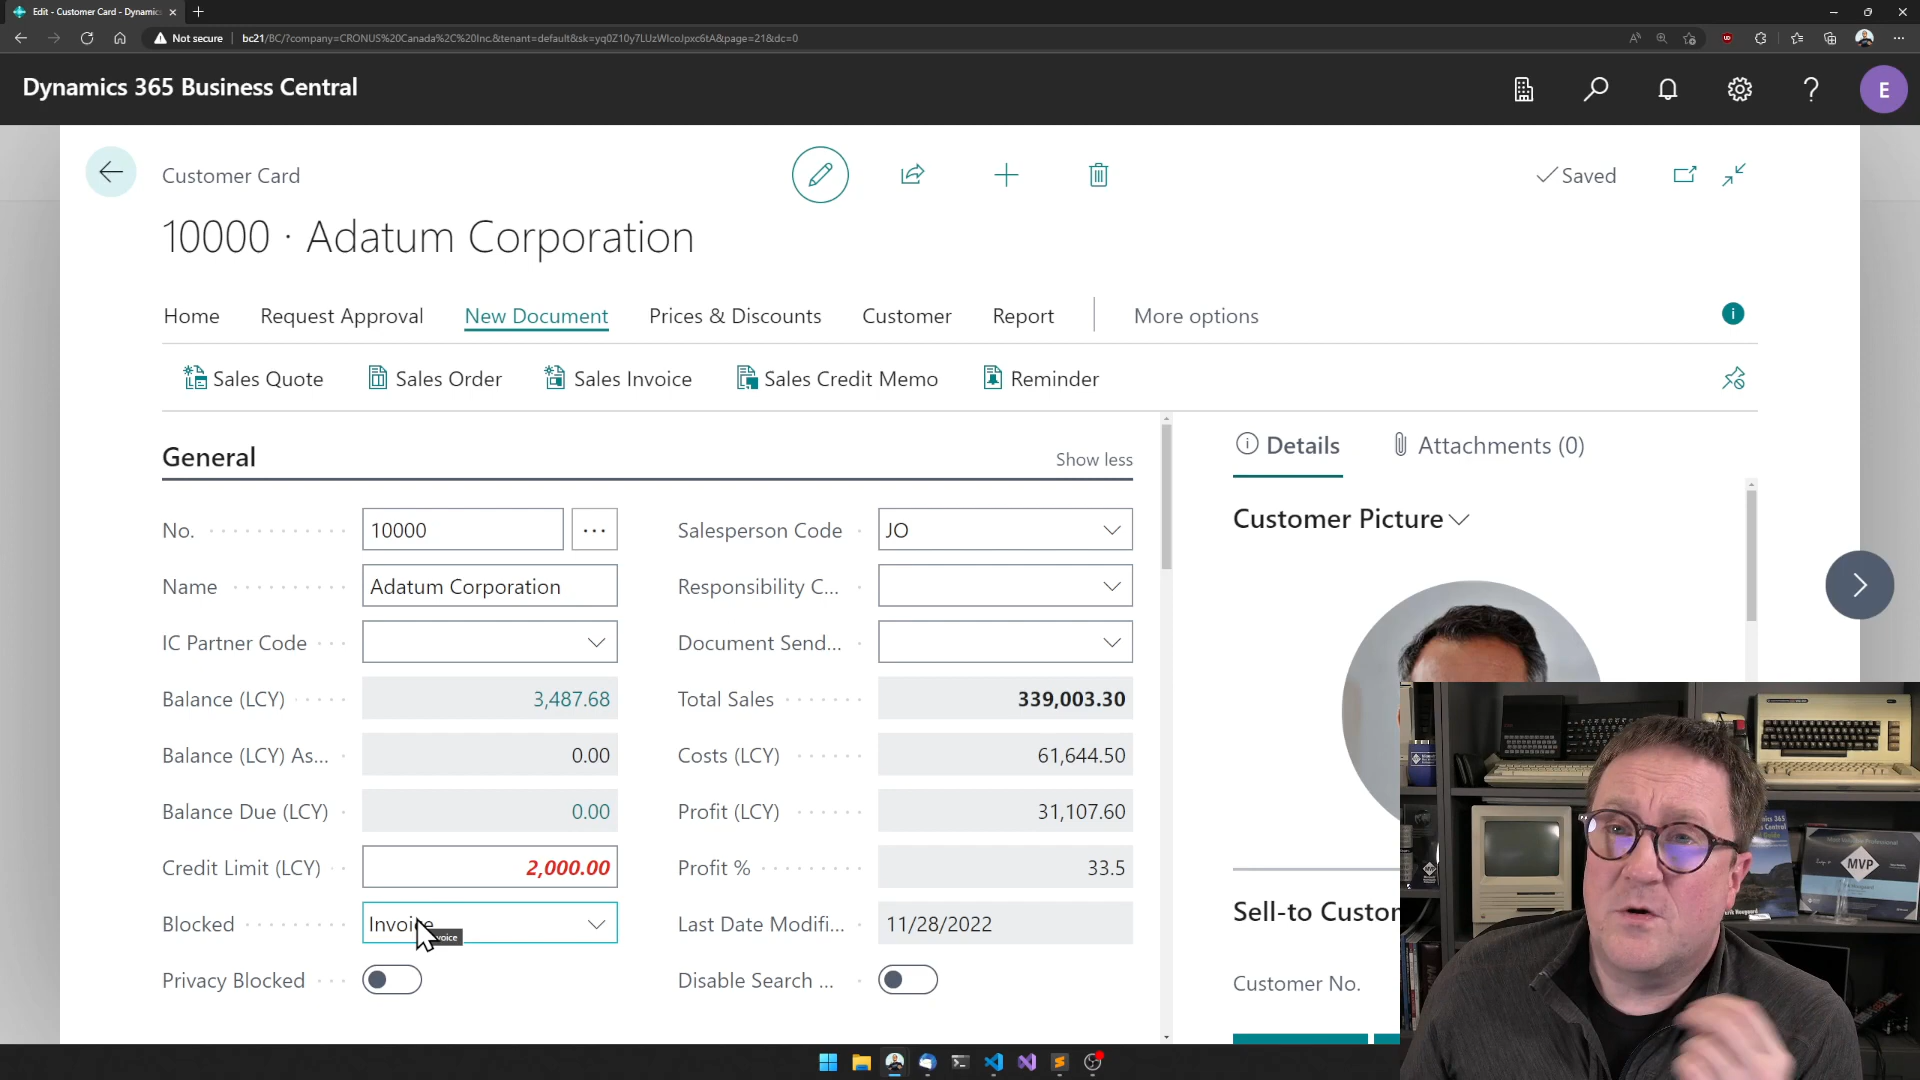 Edit - Customer Card - Dynamic
Not secure
bc21/BC/?company=CRONUS%20Canada%2C%20Inc.&tenant=default&sk=yq0Z10y7LUzWIcoJpxc6tA&page=21&dc=0
Dynamics 365 Business Central
E
Customer Card
Saved
10000 · Adatum Corporation
Home
Request Approval
New Document
Prices & Discounts
Customer
Report
More options
Sales Quote
Sales Order
Sales Invoice
Sales Credit Memo
Reminder
General
Show less
Details
Attachments (0)
Customer Picture
No.
10000
Salesperson Code
JO
Name
Adatum Corporation
Responsibility C...
IC Partner Code
Document Send...
Balance (LCY)
3,487.68
Total Sales
339,003.30
Balance (LCY) As...
0.00
Costs (LCY)
61,644.50
Balance Due (LCY)
0.00
Profit (LCY)
31,107.60
Credit Limit (LCY)
2,000.00
Profit %
33.5
Blocked
Invoice
Last Date Modifi...
11/28/2022
Privacy Blocked
Disable Search ...
Sell-to Custo
Customer No.
MVP